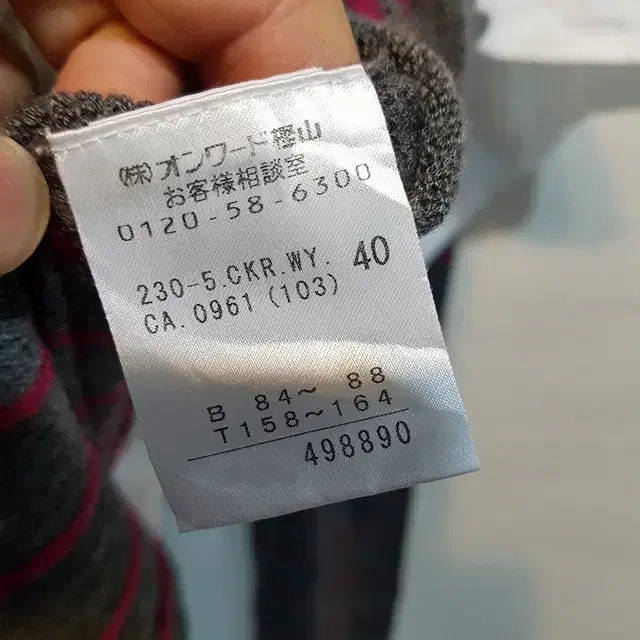 (株)オンワード樫山
お客様相談室
0120-58-6300
230-5.CKR.WY. 40
CA.0961(103)
B 84～ 88
T158～164
498890